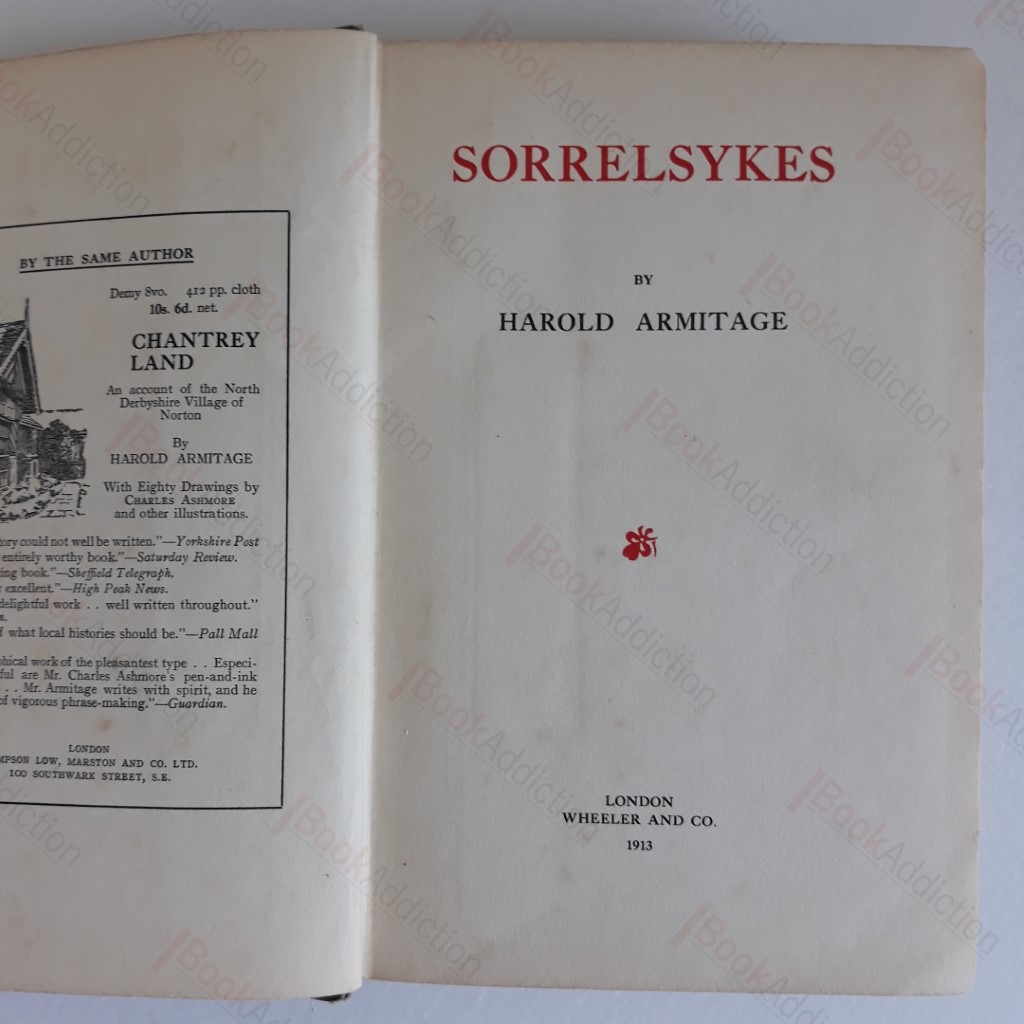 BY THE SAME AUTHOR
Demy 8vo. 412 pp. cloth
10s. 6d. net.
CHANTREY
LAND
An account of the North
Derbyshire Village of
Norton
By
HAROLD ARMITAGE
With Eighty Drawings by
CHARLES ASHMORE
and other illustrations.
could not well be written."—Yorkshire Post
entirely worthy book."—Saturday Review.
book."—Sheffield Telegraph.
excellent."—High Peak News.
delightful work . . well written throughout."
what local histories should be."—Pall Mall
work of the pleasantest type . . Especi-
are Mr. Charles Ashmore's pen-and-ink
. . Mr. Armitage writes with spirit, and he
of vigorous phrase-making."—Guardian.
LONDON
LOW, MARSTON AND CO. LTD.
100 SOUTHWARK STREET, S.E.
SORRELSYKES
BY
HAROLD ARMITAGE
LONDON
WHEELER AND CO.
1913
BookAddiction